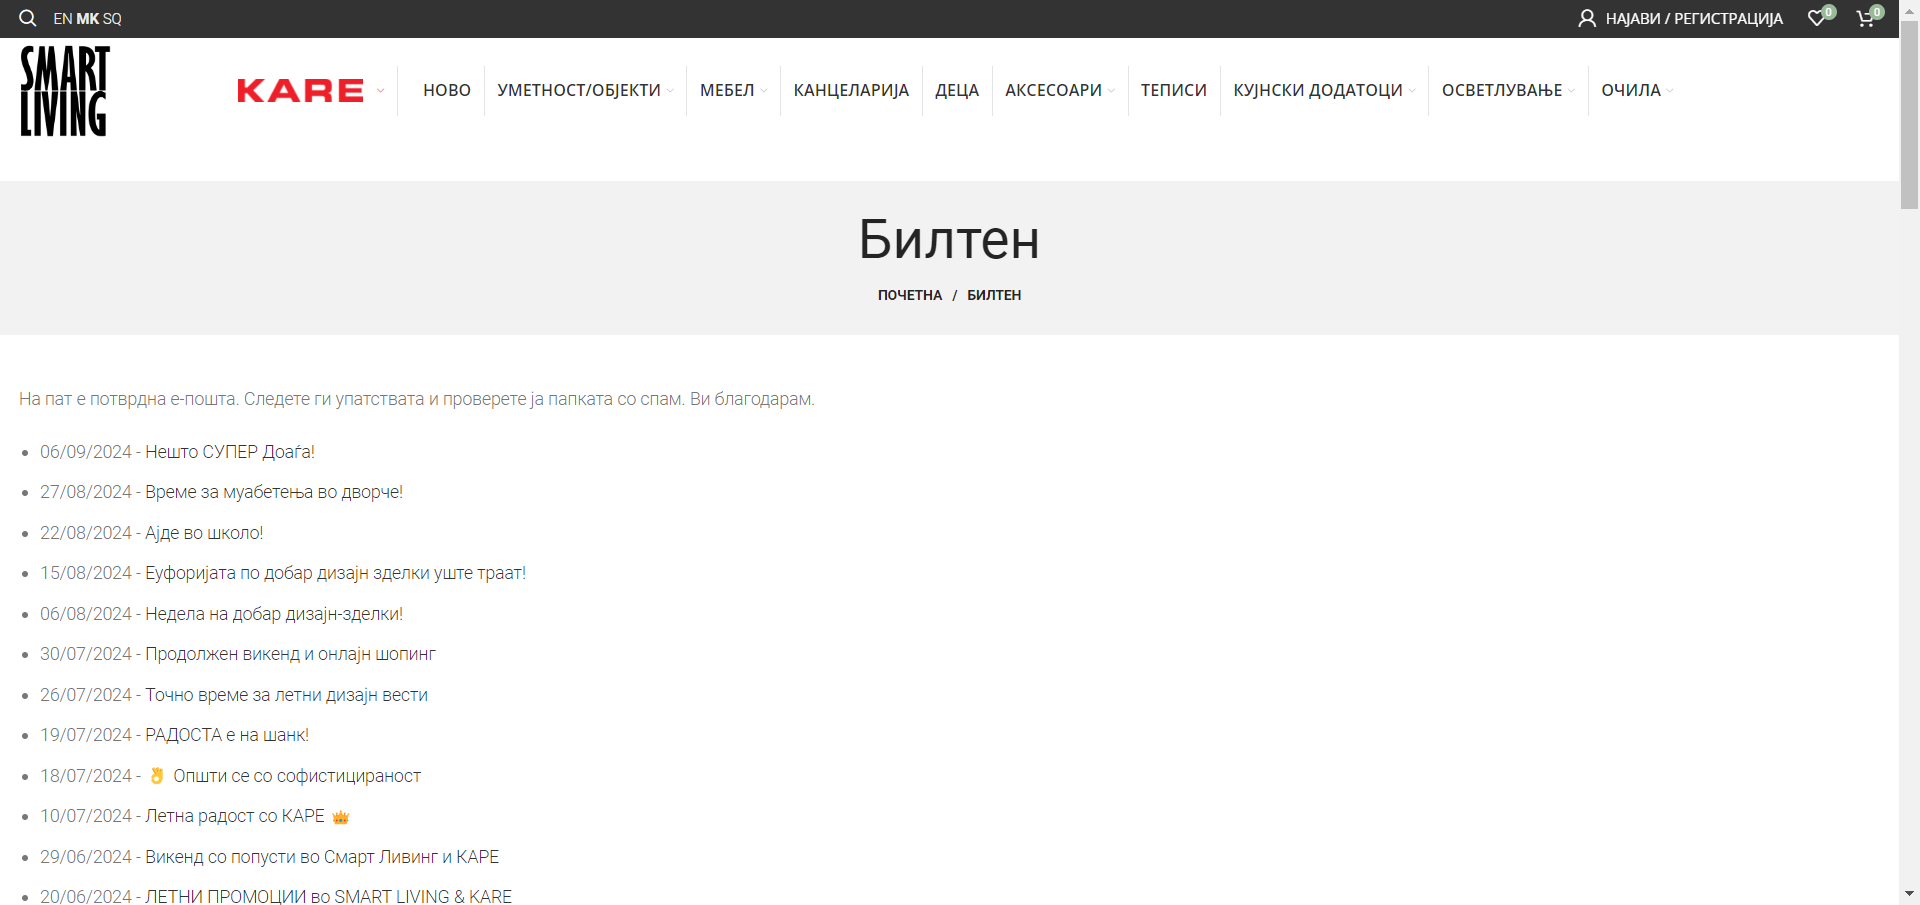 EN MK SQ
НАЈАВИ / РЕГИСТРАЦИЈА
0
0
SMART
LIVING
KARE
НОВО
УМЕТНОСТ/ОБЈЕКТИ
МЕБЕЛ
КАНЦЕЛАРИЈА
ДЕЦА
АКСЕСОАРИ
ТЕПИСИ
КУЈНСКИ ДОДАТОЦИ
ОСВЕТЛУВАЊЕ
ОЧИЛА
Билтен
ПОЧЕТНА / БИЛТЕН
На пат е потврдна е-пошта. Следете ги упатствата и проверете ја папката со спам. Ви благодарам.
06/09/2024 - Нешто СУПЕР Доаѓа!
27/08/2024 - Време за муабетења во дворче!
22/08/2024 - Ајде во школо!
15/08/2024 - Еуфоријата по добар дизајн зделки уште траат!
06/08/2024 - Недела на добар дизајн-зделки!
30/07/2024 - Продолжен викенд и онлајн шопинг
26/07/2024 - Точно време за летни дизајн вести
19/07/2024 - РАДОСТА е на шанк!
18/07/2024 - 👌 Општи се со софистицираност
10/07/2024 - Летна радост со КАРЕ 👑
29/06/2024 - Викенд со попусти во Смарт Ливинг и КАРЕ
20/06/2024 - ЛЕТНИ ПРОМОЦИИ во SMART LIVING & KARE